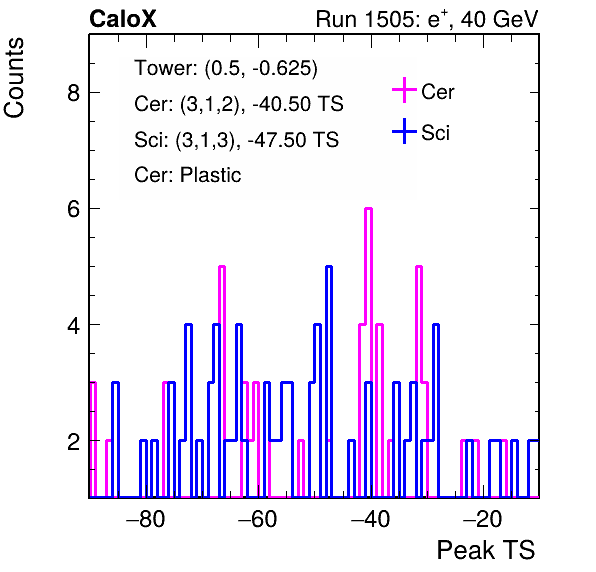 CaloX Run 1505: e⁺, 40 GeV
Counts
Tower: (0.5, -0.625)
Cer: (3,1,2), -40.50 TS
Sci: (3,1,3), -47.50 TS
Cer: Plastic
Cer
Sci
8
6
4
2
−80 −60 −40 −20
Peak TS